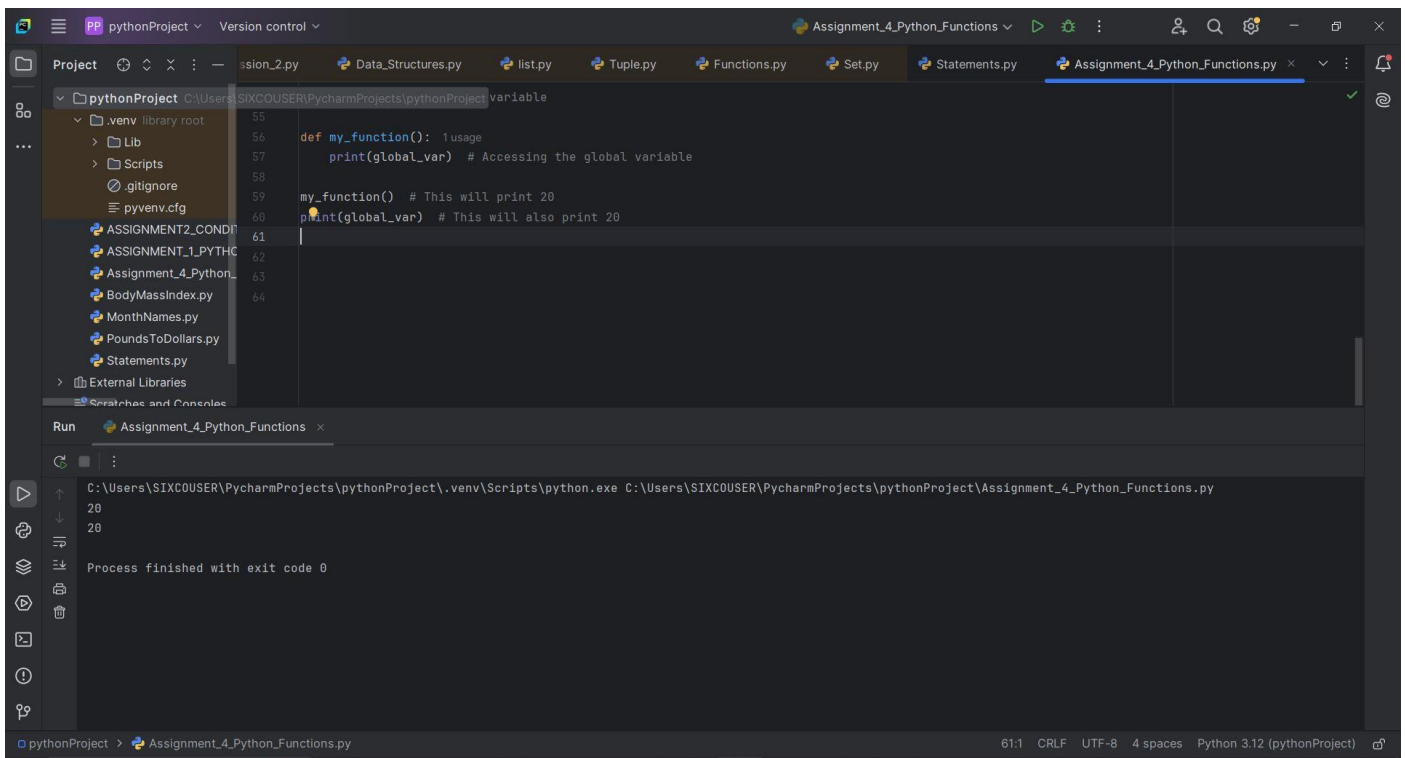 PP pythonProject Version control Assignment_4_Python_Functions
Project ssion_2.py Data_Structures.py list.py Tuple.py Functions.py Set.py Statements.py Assignment_4_Python_Functions.py
pythonProject C:\Users\SIXCOUSER\PycharmProjects\pythonProject variable
.venv library root
Lib
Scripts
.gitignore
pyvenv.cfg
ASSIGNMENT2_CONDIT
ASSIGNMENT_1_PYTHO
Assignment_4_Python_
BodyMassIndex.py
MonthNames.py
PoundsToDollars.py
Statements.py
External Libraries
Scratches and Consoles
55
56 def my_function(): 1 usage
57 print(global_var) # Accessing the global variable
58
59 my_function() # This will print 20
60 print(global_var) # This will also print 20
61
62
63
64
Run Assignment_4_Python_Functions
C:\Users\SIXCOUSER\PycharmProjects\pythonProject\.venv\Scripts\python.exe C:\Users\SIXCOUSER\PycharmProjects\pythonProject\Assignment_4_Python_Functions.py
20
20
Process finished with exit code 0
pythonProject > Assignment_4_Python_Functions.py 61:1 CRLF UTF-8 4 spaces Python 3.12 (pythonProject)